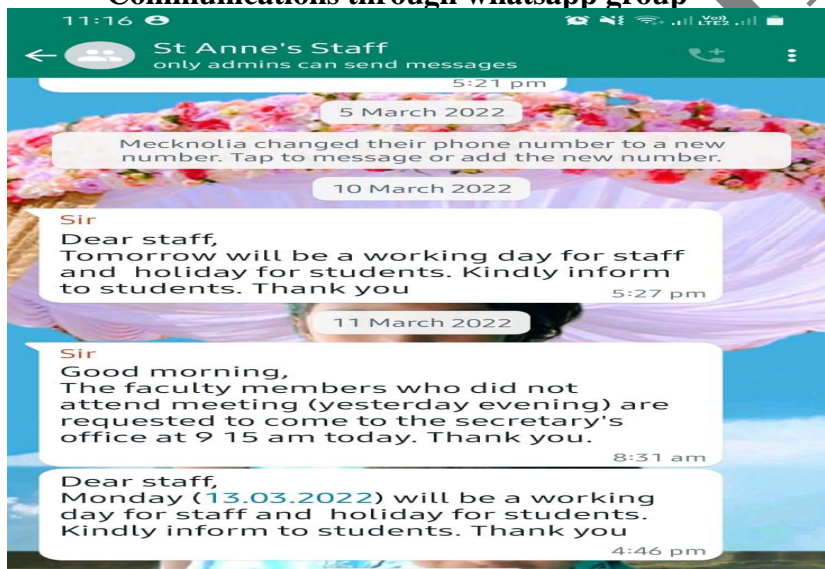 Communications through whatsapp group
11:16
Vo))
LTE2
St Anne's Staff
only admins can send messages
5:21 pm
5 March 2022
Mecknolia changed their phone number to a new
number. Tap to message or add the new number.
10 March 2022
Sir
Dear staff,
Tomorrow will be a working day for staff
and holiday for students. Kindly inform
to students. Thank you
5:27 pm
11 March 2022
Sir
Good morning,
The faculty members who did not
attend meeting (yesterday evening) are
requested to come to the secretary's
office at 9 15 am today. Thank you.
8:31 am
Dear staff,
Monday (13.03.2022) will be a working
day for staff and holiday for students.
Kindly inform to students. Thank you
4:46 pm